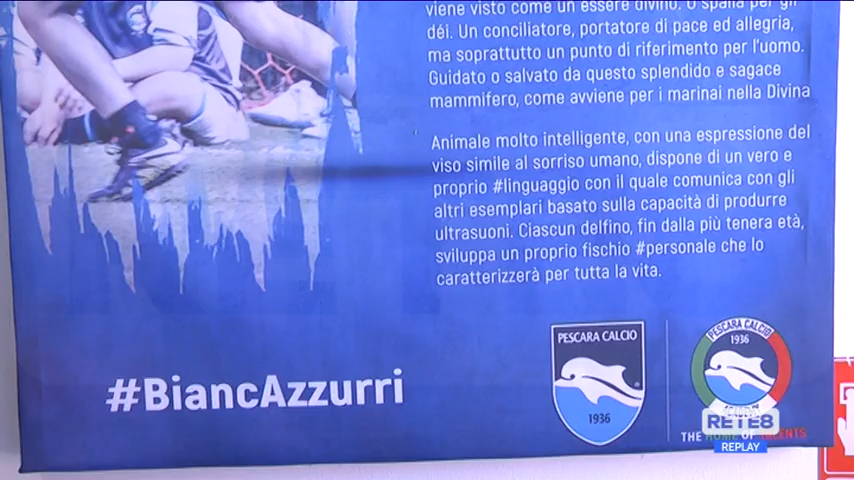 viene visto come un essere divino. O spalla per gli
déi. Un conciliatore, portatore di pace ed allegria,
ma soprattutto un punto di riferimento per l'uomo.
Guidato o salvato da questo splendido e sagace
mammifero, come avviene per i marinai nella Divina
Animale molto intelligente, con una espressione del
viso simile al sorriso umano, dispone di un vero e
proprio #linguaggio con il quale comunica con gli
altri esemplari basato sulla capacità di produrre
ultrasuoni. Ciascun delfino, fin dalla più tenera età,
sviluppa un proprio fischio #personale che lo
caratterizzerà per tutta la vita.
#BiancAzzurri
PESCARA CALCIO
1936
PESCARA CALCIO
1936
THE HOME OF TALENTS
RETE8
REPLAY